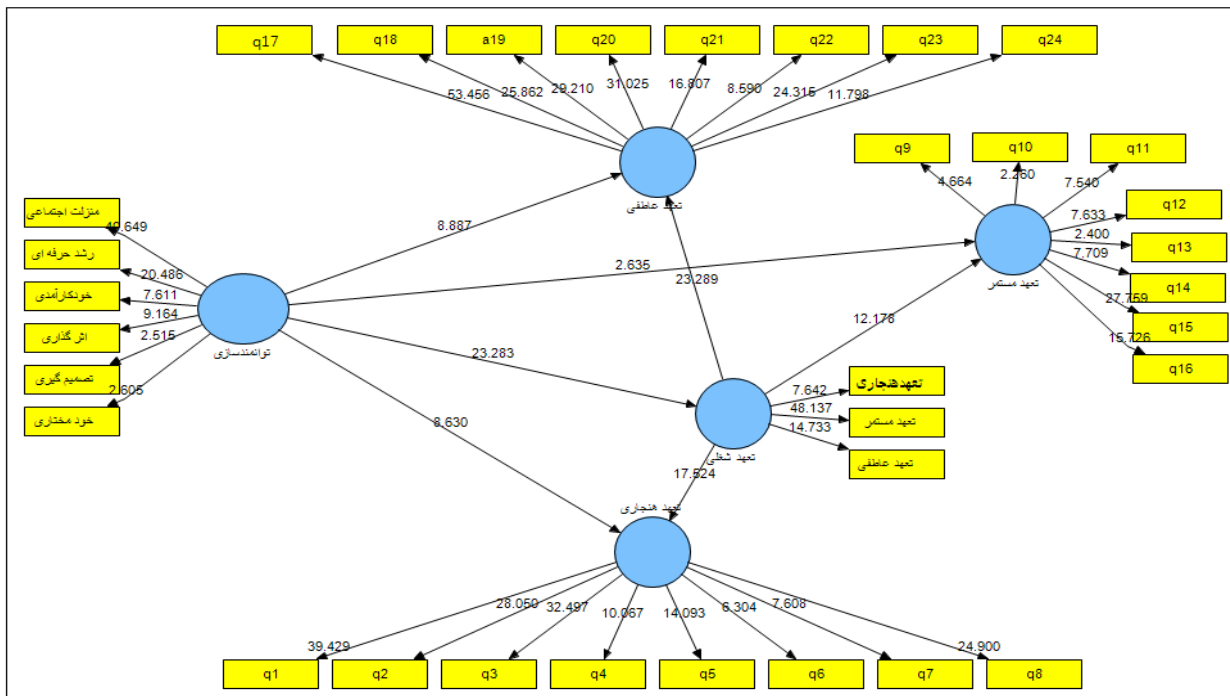 q17
q18
a19
q20
q21
q22
q23
q24
53.456
25.862
29.210
31.025
16.807
8.590
24.315
11.798
تعهد عاطفی
q9
q10
q11
q12
q13
q14
q15
q16
4.664
2.260
7.540
7.633
2.400
7.709
27.759
15.726
تعهد مستمر
منزلت اجتماعی
رشد حرفه ای
خودکارآمدی
اثر گذاری
تصمیم گیری
خود مختاری
40.649
20.486
7.611
9.164
2.515
2.605
توانمندسازی
8.887
2.635
23.289
12.178
23.283
8.630
17.524
تعهدهنجاری
تعهد مستمر
تعهد عاطفی
7.642
48.137
14.733
تعهد شغلی
تعهد هنجاری
39.429
28.050
32.497
10.067
14.093
6.304
7.608
24.900
q1
q2
q3
q4
q5
q6
q7
q8